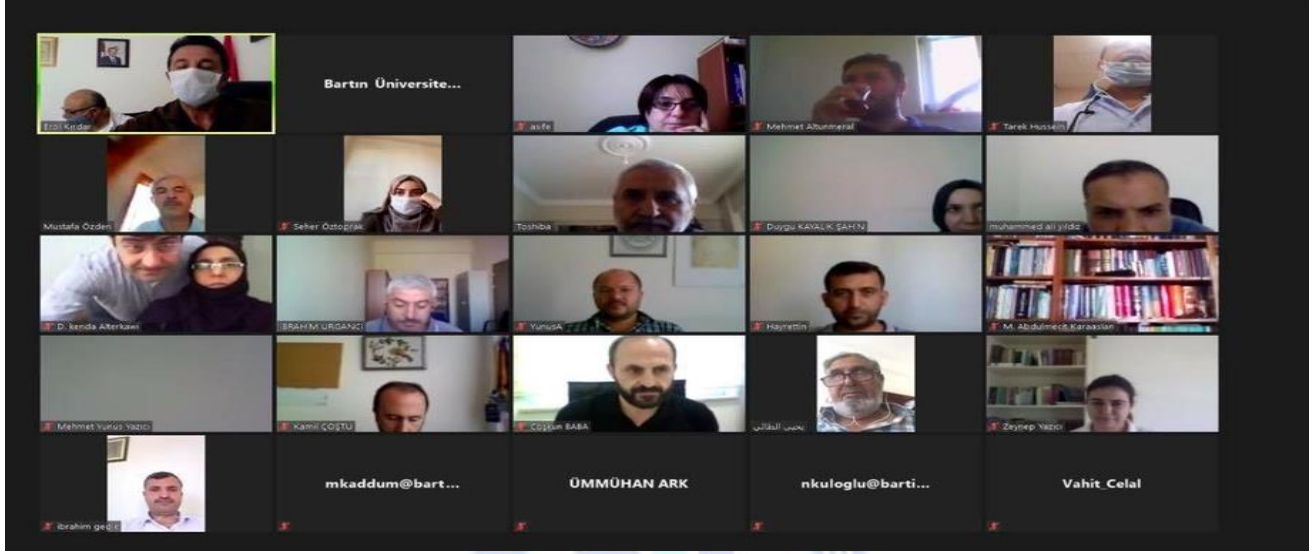 Erol Kırdar
Bartın Üniversite...
asife
Mehmet Altunmeral
Tarek Hussein
Mustafa Özden
Seher Öztoprak
Toshiba
Duygu KAYALIK ŞAHİN
muhammed ali yıldız
D. kenda Alterkawi
İBRAHİM URGANCI
YunusA
Hayrettin
M. Abdulmecit Karaaslan
Mehmet Yunus Yazıcı
Kamil ÇOŞTU
Coşkun BABA
Zeynep Yazıcı
mkaddum@bart...
ÜMMÜHAN ARK
nkuloglu@barti...
Vahit_Celal